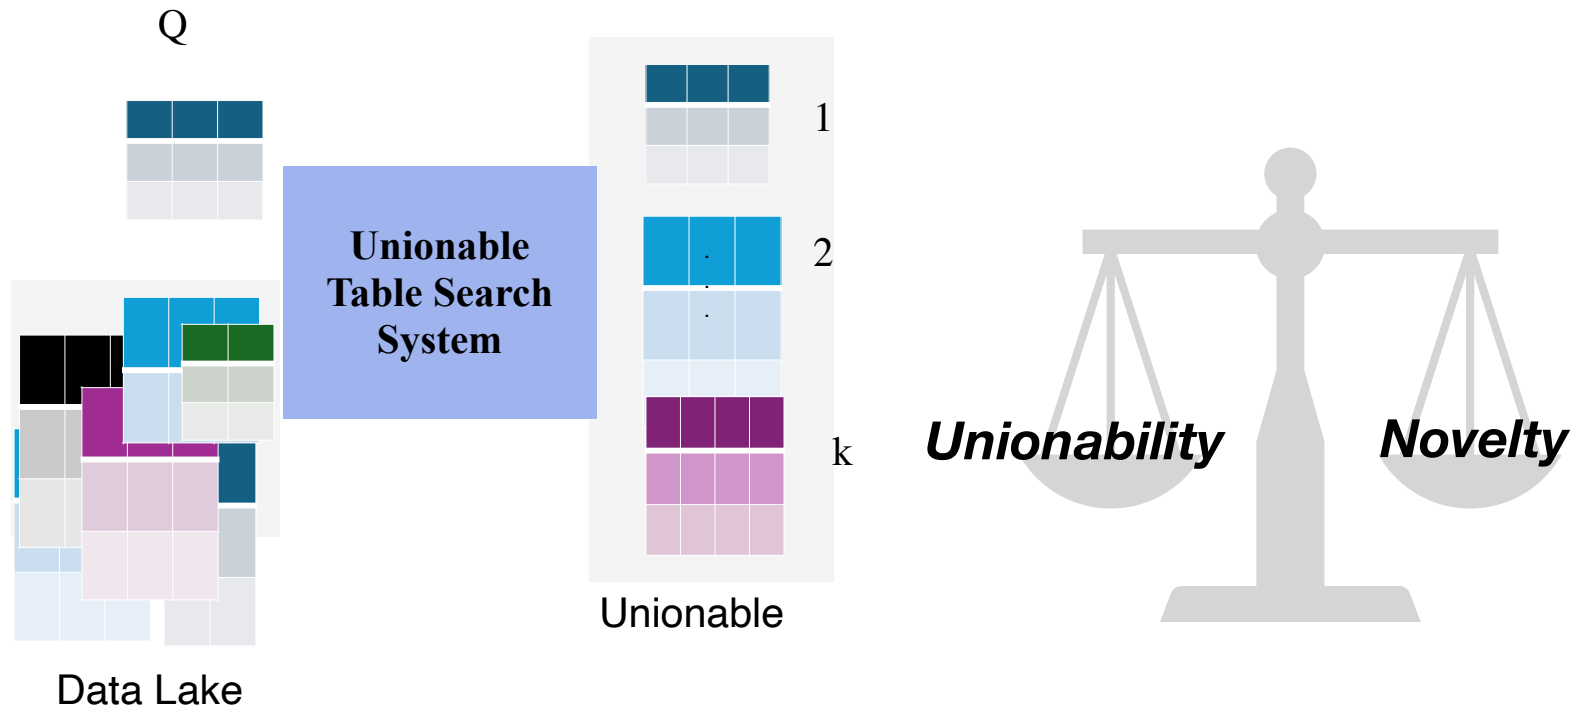 Q
1
Unionable
Table Search
System
2
.
.
.
k
Unionability
Novelty
Unionable
Data Lake